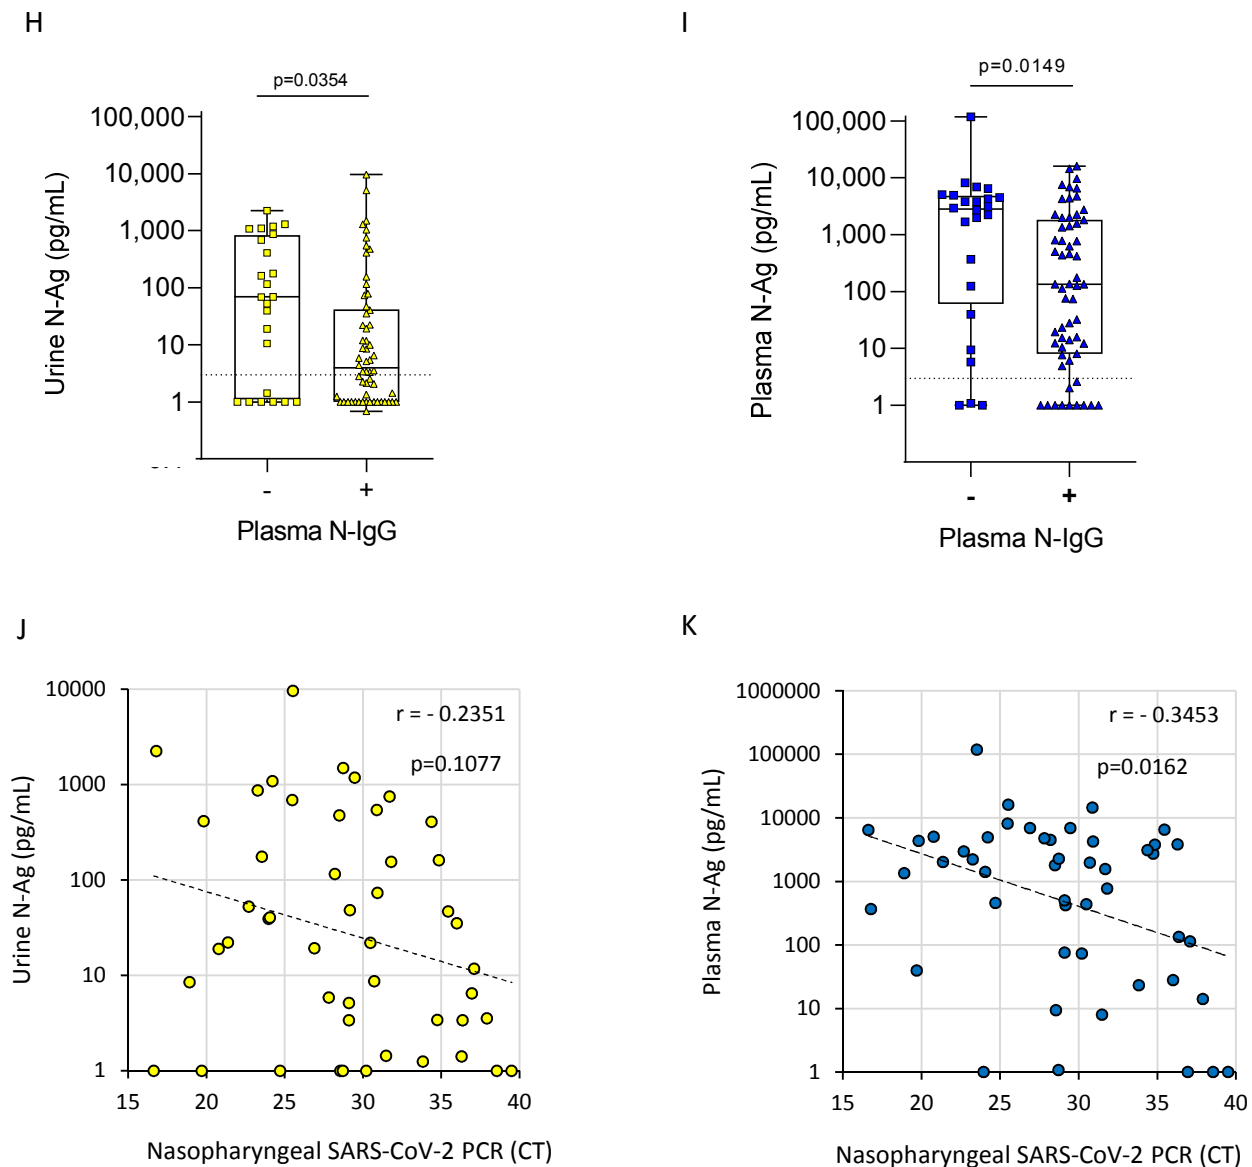 H
p=0.0354
100,000
10,000
1,000
100
10
1
Urine N-Ag (pg/mL)
- +
Plasma N-IgG
I
p=0.0149
100,000
10,000
1,000
100
10
1
Plasma N-Ag (pg/mL)
- +
Plasma N-IgG
J
10000
1000
100
10
1
Urine N-Ag (pg/mL)
r = - 0.2351
p=0.1077
15 20 25 30 35 40
Nasopharyngeal SARS-CoV-2 PCR (CT)
K
1000000
100000
10000
1000
100
10
1
Plasma N-Ag (pg/mL)
r = - 0.3453
p=0.0162
15 20 25 30 35 40
Nasopharyngeal SARS-CoV-2 PCR (CT)